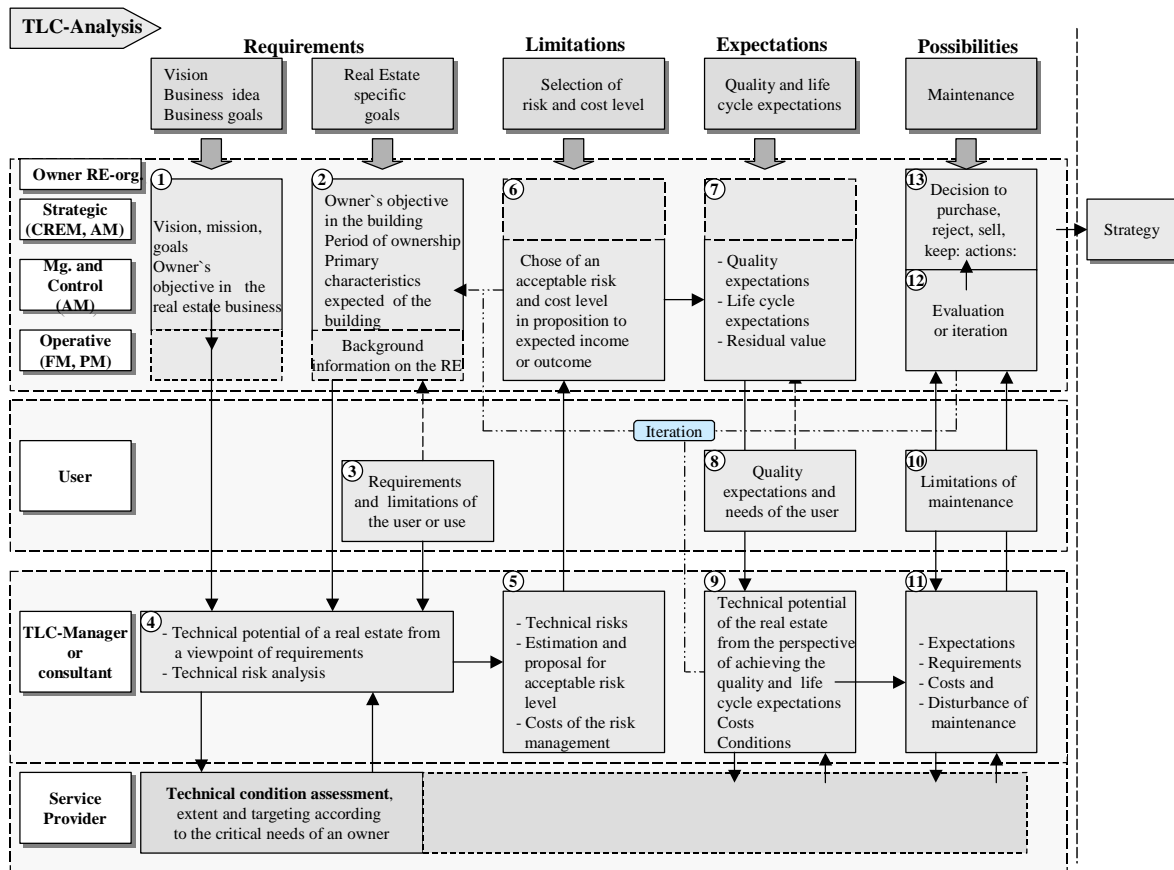 TLC-Analysis
Requirements
Limitations
Expectations
Possibilities
Vision
Business idea
Business goals
Real Estate
specific
goals
Selection of
risk and cost level
Quality and life
cycle expectations
Maintenance
Owner RE-org.
Strategic
(CREM, AM)
Mg. and
Control
(AM)
Operative
(FM, PM)
1
Vision, mission,
goals
Owner`s
objective in the
real estate business
2
Owner`s objective
in the building
Period of ownership
Primary
characteristics
expected of the
building
Background
information on the RE
6
Chose of an
acceptable risk
and cost level
in proposition to
expected income
or outcome
7
- Quality
expectations
- Life cycle
expectations
- Residual value
13
Decision to
purchase,
reject, sell,
keep: actions:
12
Evaluation
or iteration
Strategy
Iteration
User
3
Requirements
and limitations of
the user or use
8
Quality
expectations and
needs of the user
10
Limitations of
maintenance
TLC-Manager
or
consultant
4
- Technical potential of a real estate from
a viewpoint of requirements
- Technical risk analysis
5
- Technical risks
- Estimation and
proposal for
acceptable risk
level
- Costs of the risk
management
9
Technical potential
of the real estate
from the perspective
of achieving the
quality and life
cycle expectations
Costs
Conditions
11
- Expectations
- Requirements
- Costs and
- Disturbance of
maintenance
Service
Provider
Technical condition assessment,
extent and targeting according
to the critical needs of an owner